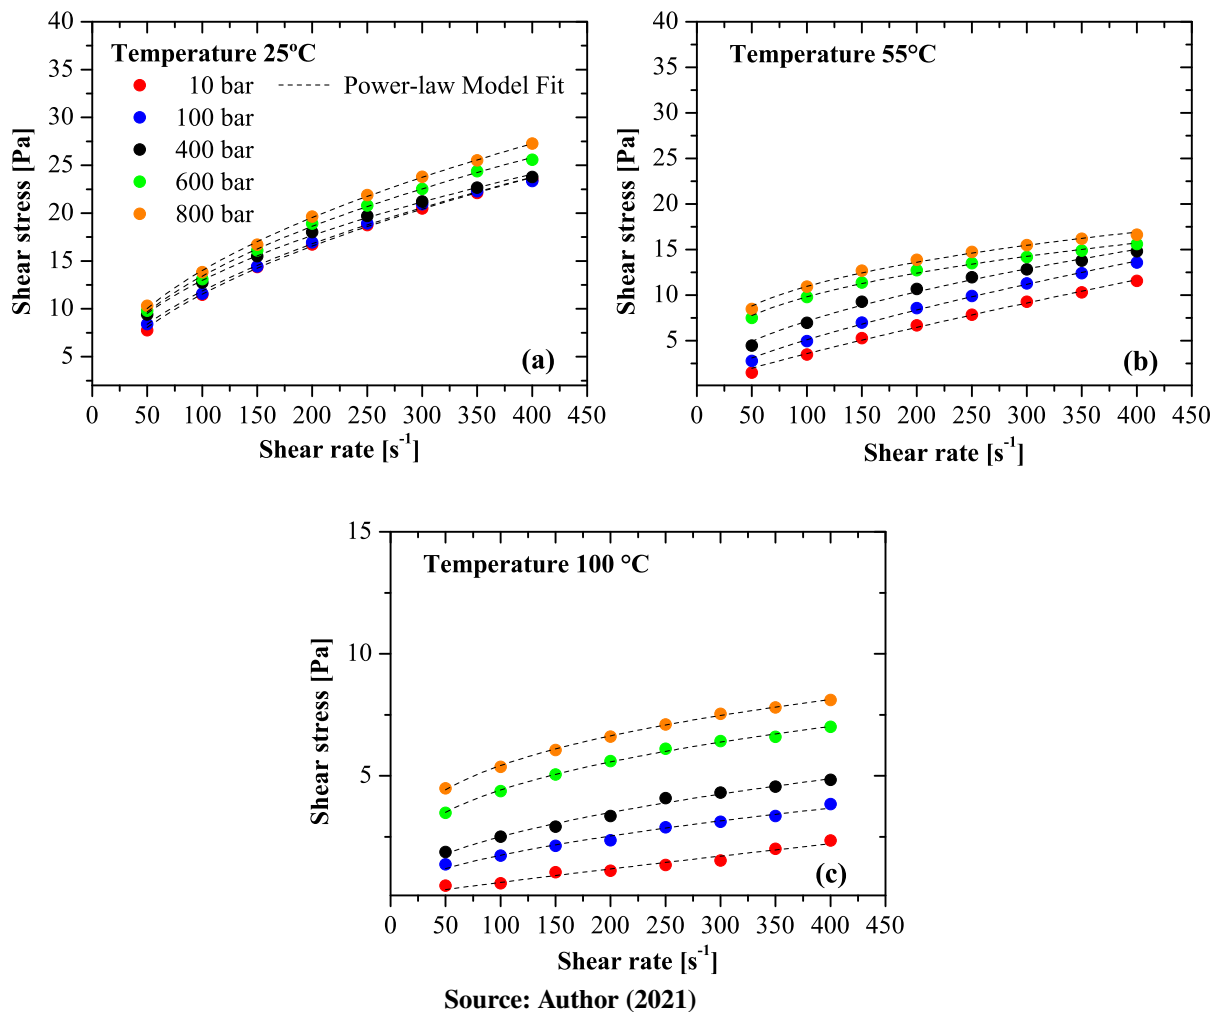 40
35
30
25
20
15
10
5
Shear stress [Pa]
Temperature 25ºC
10 bar
100 bar
400 bar
600 bar
800 bar
Power-law Model Fit
(a)
0 50 100 150 200 250 300 350 400 450
Shear rate [s⁻¹]
40
35
30
25
20
15
10
5
Shear stress [Pa]
Temperature 55°C
(b)
0 50 100 150 200 250 300 350 400 450
Shear rate [s⁻¹]
15
10
5
Shear stress [Pa]
Temperature 100 °C
(c)
0 50 100 150 200 250 300 350 400 450
Shear rate [s⁻¹]
Source: Author (2021)